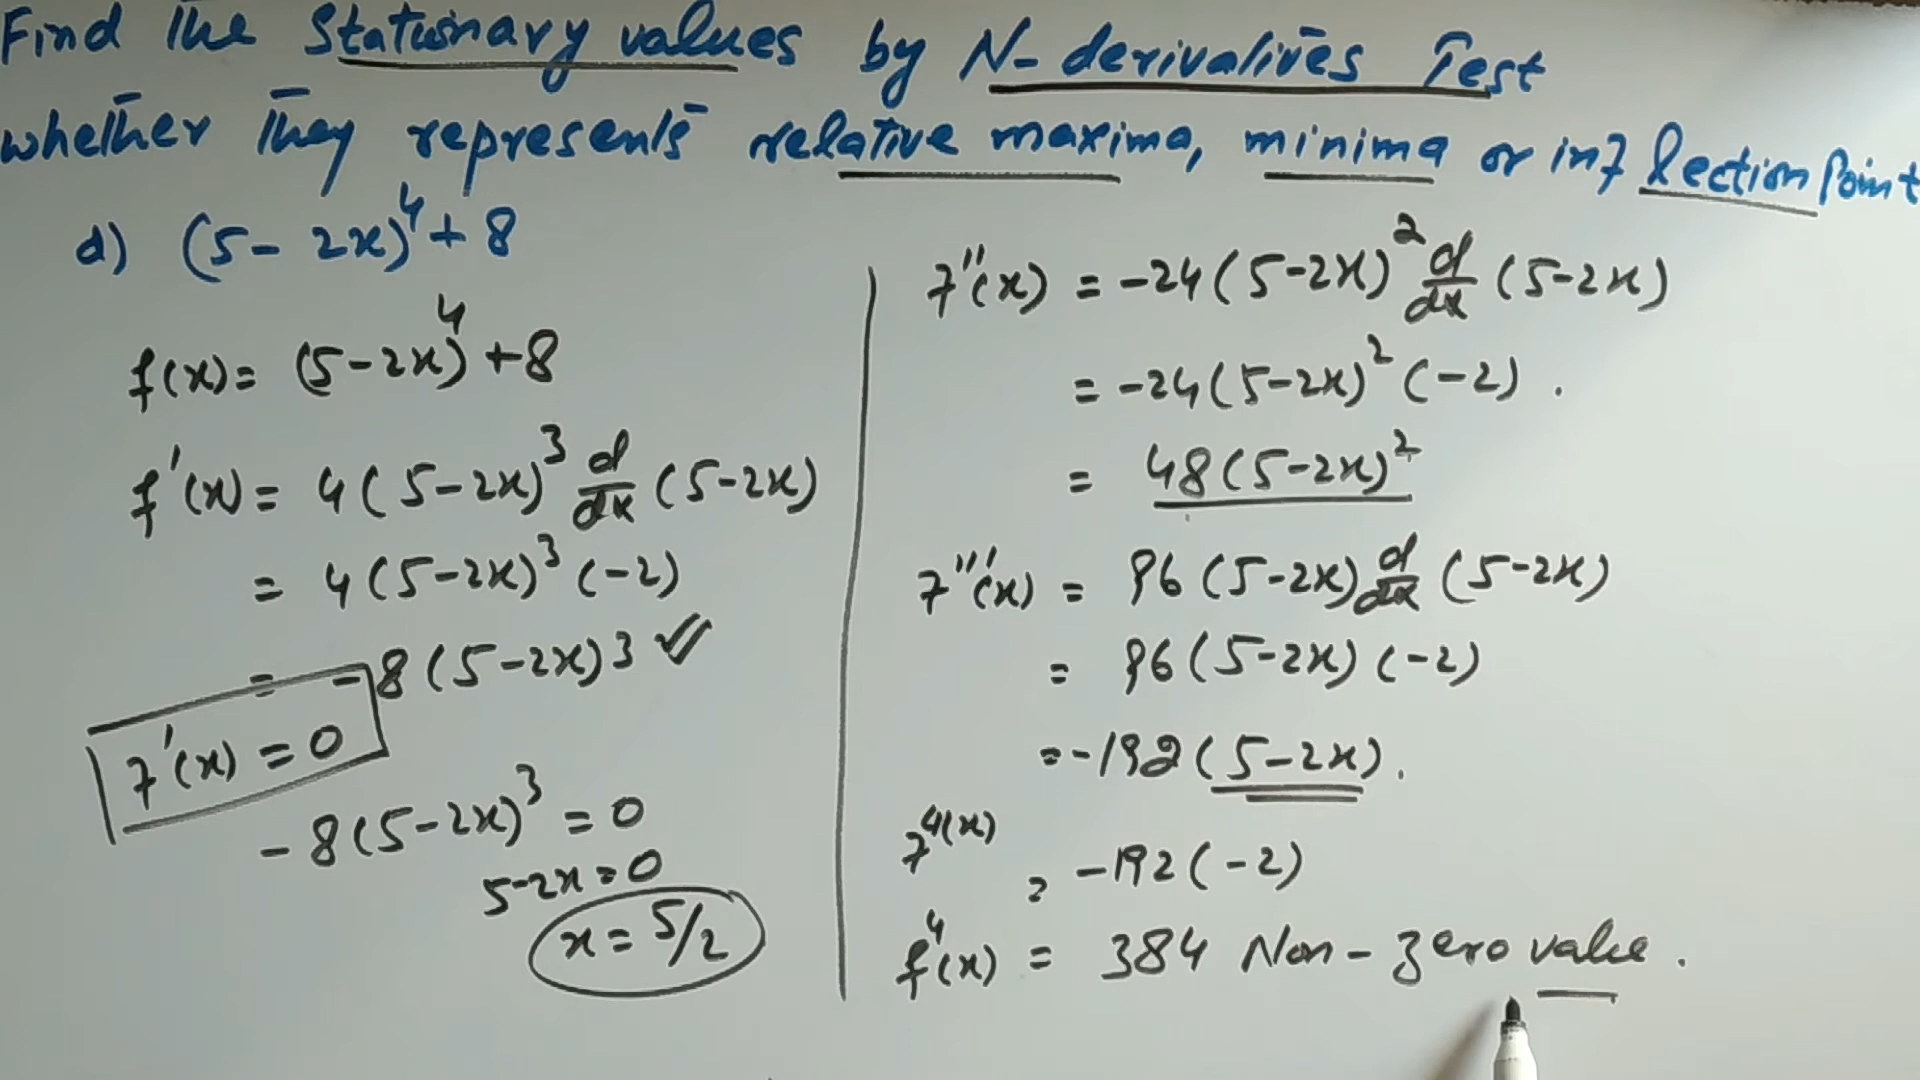 Find the Stationary values by N-derivatives Test
whether they represents relative maxima, minima or inflection Point
d) (5-2x)⁴+8
f(x)= (5-2x)⁴+8
f'(x)= 4(5-2x)³ d/dx (5-2x)
= 4(5-2x)³(-2)
= -8(5-2x)3 ✓
f'(x)=0
-8(5-2x)³=0
5-2x=0
x=5/2
f''(x) = -24(5-2x)² d/dx (5-2x)
= -24(5-2x)²(-2).
= 48(5-2x)²
f'''(x) = 96(5-2x) d/dx (5-2x)
= 96(5-2x)(-2)
=-192(5-2x).
f⁴⁽ˣ⁾ = -192(-2)
f⁴(x) = 384 Non-zero value.